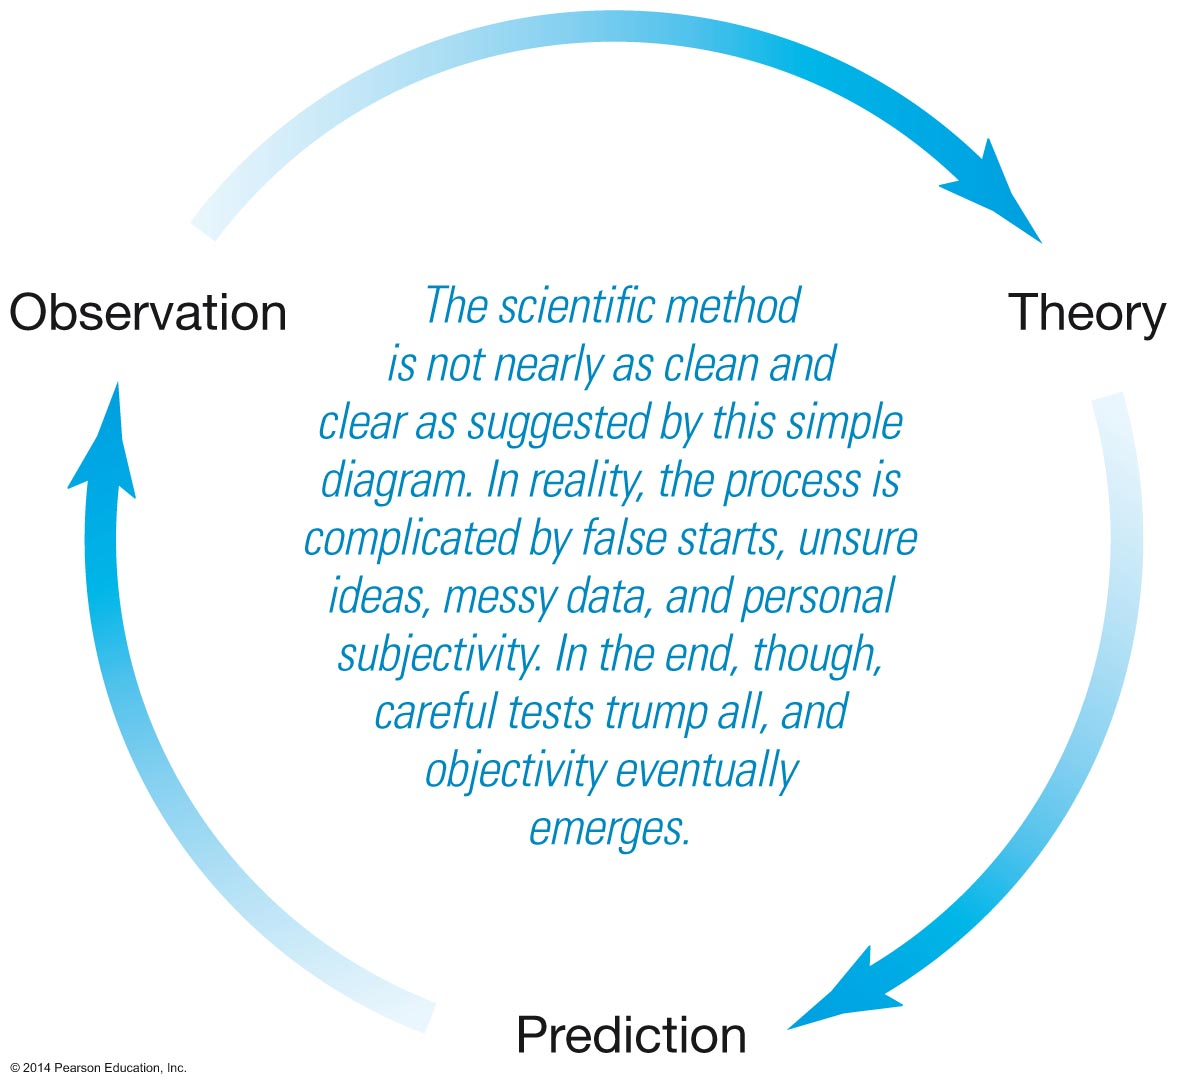 Observation
Theory
The scientific method
is not nearly as clean and
clear as suggested by this simple
diagram. In reality, the process is
complicated by false starts, unsure
ideas, messy data, and personal
subjectivity. In the end, though,
careful tests trump all, and
objectivity eventually
emerges.
Prediction
© 2014 Pearson Education, Inc.